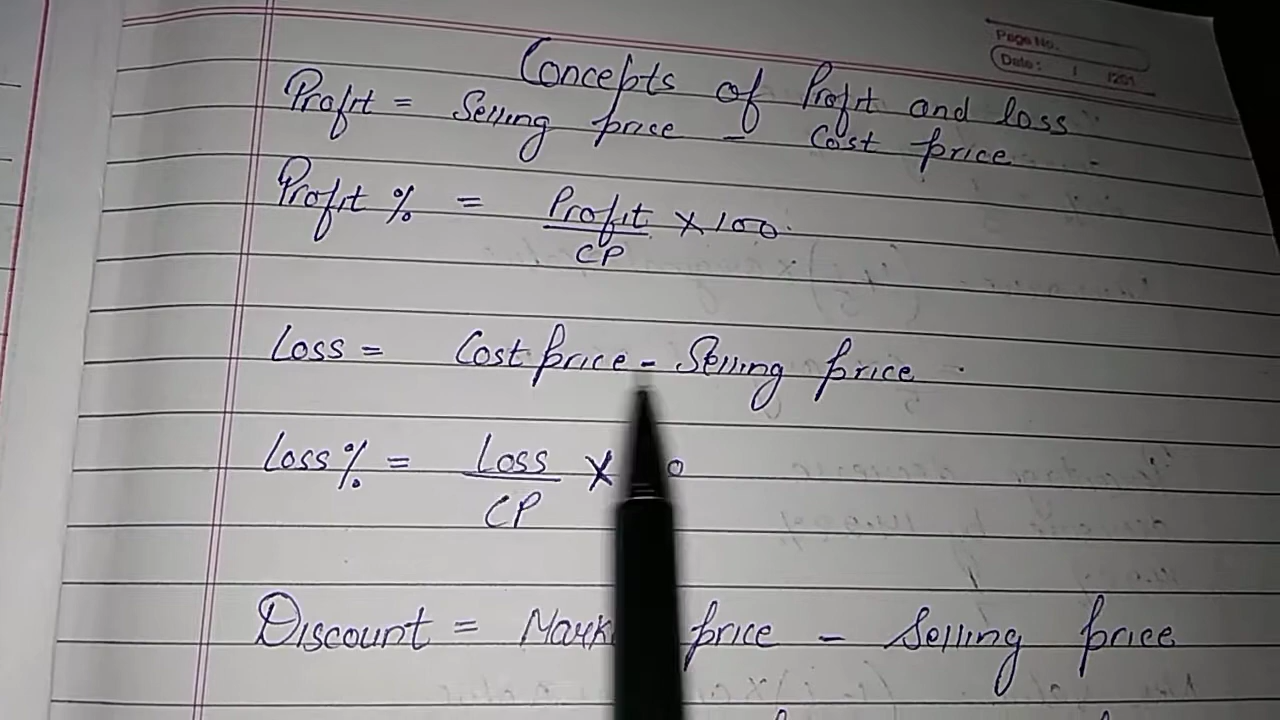 Page No.
Date: / /201
Concepts of Profit and loss
Profit = Selling price - Cost price
Profit % = Profit/CP × 100
Loss = Cost price - Selling price
Loss % = Loss/CP ×
Discount = price - Selling price